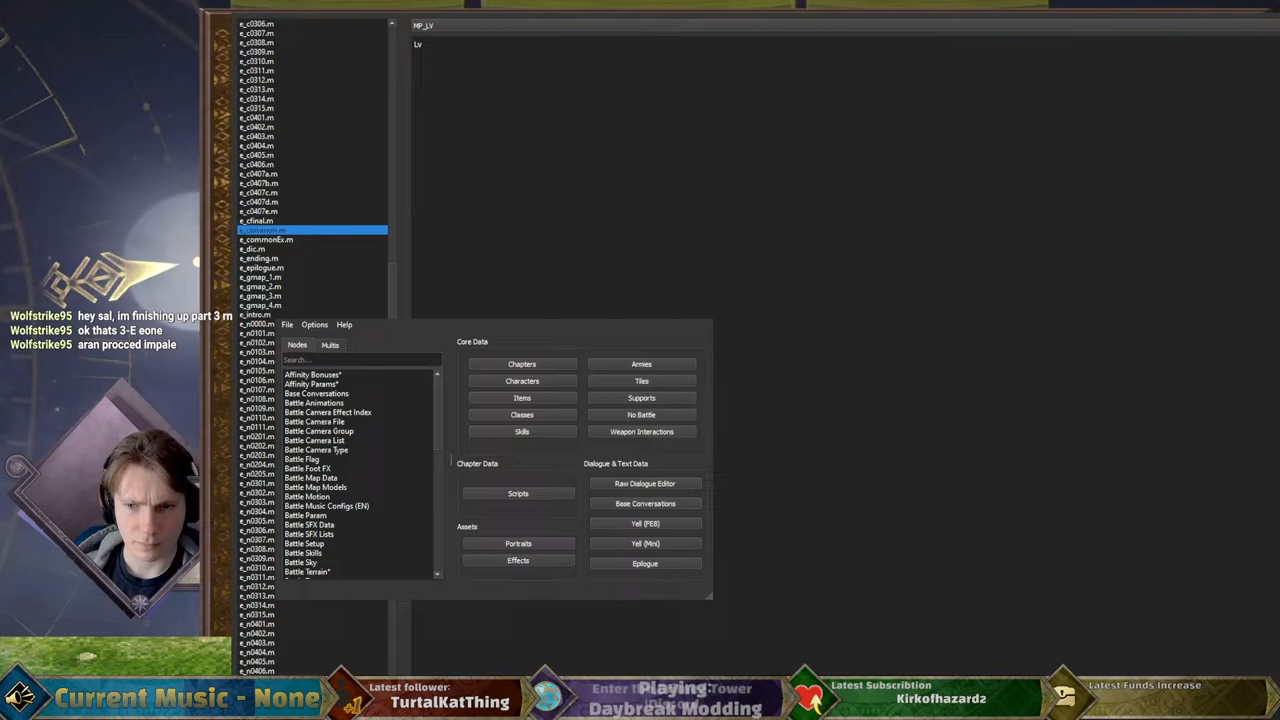 e_c0306.m
e_c0307.m
e_c0308.m
e_c0309.m
e_c0310.m
e_c0311.m
e_c0312.m
e_c0313.m
e_c0314.m
e_c0315.m
e_c0401.m
e_c0402.m
e_c0403.m
e_c0404.m
e_c0405.m
e_c0406.m
e_c0407a.m
e_c0407b.m
e_c0407c.m
e_c0407d.m
e_c0407e.m
e_cfinal.m
e_common.m
e_commonEx.m
e_dic.m
e_ending.m
e_epilogue.m
e_gmap_1.m
e_gmap_2.m
e_gmap_3.m
e_gmap_4.m
e_intro.m
e_n0000.m
e_n0101.m
e_n0102.m
e_n0103.m
e_n0104.m
e_n0105.m
e_n0106.m
e_n0107.m
e_n0108.m
e_n0109.m
e_n0110.m
e_n0111.m
e_n0201.m
e_n0202.m
e_n0203.m
e_n0204.m
e_n0205.m
e_n0301.m
e_n0302.m
e_n0303.m
e_n0304.m
e_n0305.m
e_n0306.m
e_n0307.m
e_n0308.m
e_n0309.m
e_n0310.m
e_n0311.m
e_n0312.m
e_n0313.m
e_n0314.m
e_n0315.m
e_n0401.m
e_n0402.m
e_n0403.m
e_n0404.m
e_n0405.m
e_n0406.m
MP_LV
Lv
Wolfstrike95 hey sal, im finishing up part 3 rn
Wolfstrike95 ok thats 3-E eone
Wolfstrike95 aran procced impale
File Options Help
Nodes Multis
Search...
Affinity Bonuses*
Affinity Params*
Base Conversations
Battle Animations
Battle Camera Effect Index
Battle Camera File
Battle Camera Group
Battle Camera List
Battle Camera Type
Battle Flag
Battle Foot FX
Battle Map Data
Battle Map Models
Battle Motion
Battle Music Configs (EN)
Battle Param
Battle SFX Data
Battle SFX Lists
Battle Setup
Battle Skills
Battle Sky
Battle Terrain*
Core Data
Chapters Armies
Characters Tiles
Items Supports
Classes No Battle
Skills Weapon Interactions
Chapter Data
Scripts
Assets
Portraits
Effects
Dialogue & Text Data
Raw Dialogue Editor
Base Conversations
Yell (FE8)
Yell (Mini)
Epilogue
Current Music - None
+1
Latest follower:
TurtalKatThing
Enter the Tower
Playing:
Daybreak Modding
Latest Subscribtion
Kirkofhazard2
Latest Funds Increase